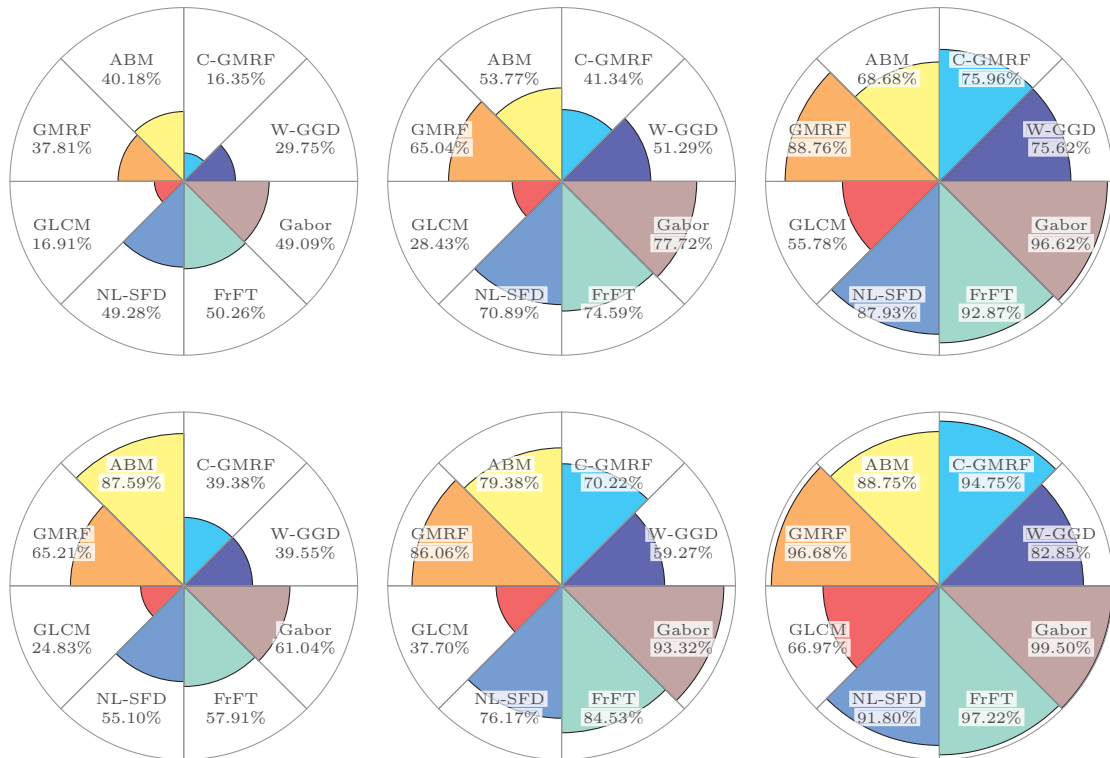 ABM
40.18%
C-GMRF
16.35%
GMRF
37.81%
W-GGD
29.75%
GLCM
16.91%
Gabor
49.09%
NL-SFD
49.28%
FrFT
50.26%
ABM
53.77%
C-GMRF
41.34%
GMRF
65.04%
W-GGD
51.29%
GLCM
28.43%
Gabor
77.72%
NL-SFD
70.89%
FrFT
74.59%
ABM
68.68%
C-GMRF
75.96%
GMRF
88.76%
W-GGD
75.62%
GLCM
55.78%
Gabor
96.62%
NL-SFD
87.93%
FrFT
92.87%
ABM
87.59%
C-GMRF
39.38%
GMRF
65.21%
W-GGD
39.55%
GLCM
24.83%
Gabor
61.04%
NL-SFD
55.10%
FrFT
57.91%
ABM
79.38%
C-GMRF
70.22%
GMRF
86.06%
W-GGD
59.27%
GLCM
37.70%
Gabor
93.32%
NL-SFD
76.17%
FrFT
84.53%
ABM
88.75%
C-GMRF
94.75%
GMRF
96.68%
W-GGD
82.85%
GLCM
66.97%
Gabor
99.50%
NL-SFD
91.80%
FrFT
97.22%